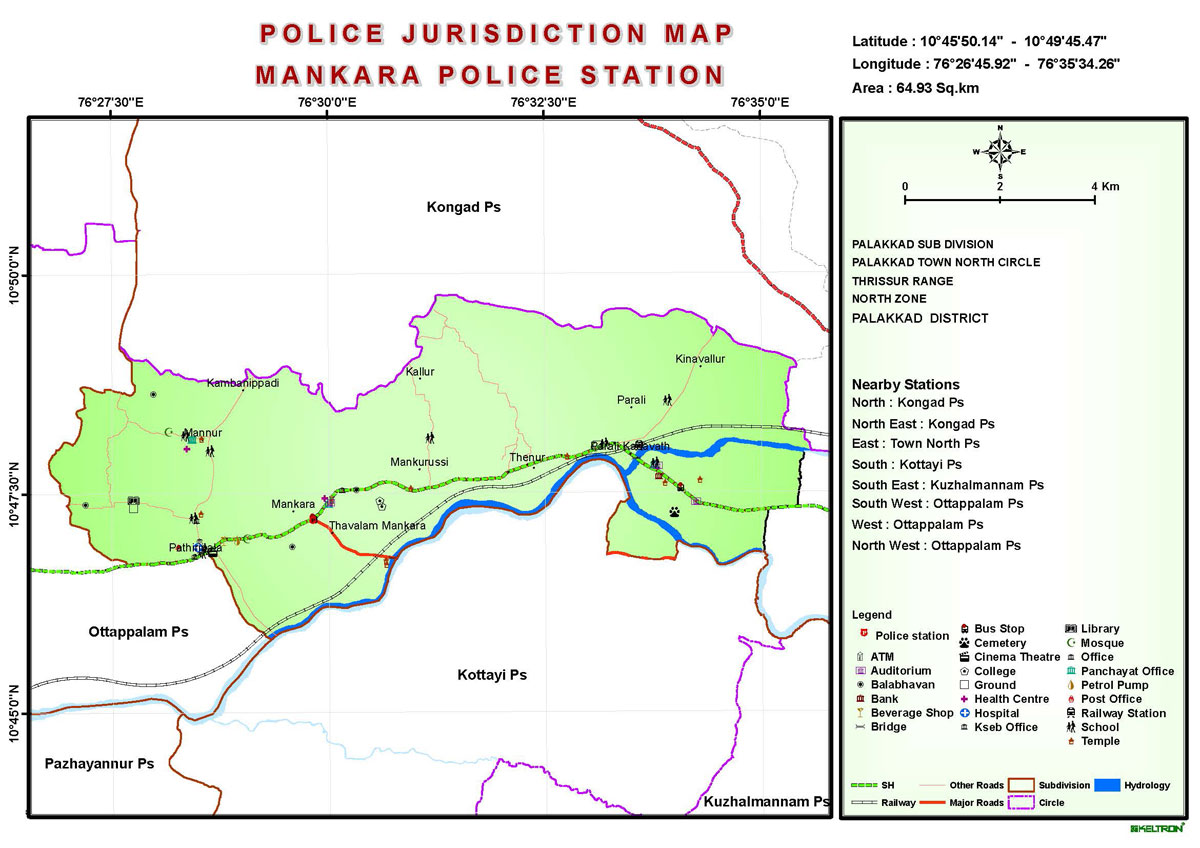 POLICE JURISDICTION MAP
MANKARA POLICE STATION
Latitude : 10°45'50.14" - 10°49'45.47"
Longitude : 76°26'45.92" - 76°35'34.26"
Area : 64.93 Sq.km
76°27'30"E 76°30'0"E 76°32'30"E 76°35'0"E
10°50'0"N
10°47'30"N
10°45'0"N
Kongad Ps
Kinavallur
Kallur
Kambanippadi
Parali
Mannur
Parali Kadavath
Thenur
Mankurussi
Mankara
Thavalam Mankara
Pathiripala
Ottappalam Ps
Kottayi Ps
Pazhayannur Ps
Kuzhalmannam Ps
N
W E
S
0 2 4 Km
PALAKKAD SUB DIVISION
PALAKKAD TOWN NORTH CIRCLE
THRISSUR RANGE
NORTH ZONE
PALAKKAD DISTRICT
Nearby Stations
North : Kongad Ps
North East : Kongad Ps
East : Town North Ps
South : Kottayi Ps
South East : Kuzhalmannam Ps
South West : Ottappalam Ps
West : Ottappalam Ps
North West : Ottappalam Ps
Legend
Police station
ATM
Auditorium
Balabhavan
Bank
Beverage Shop
Bridge
Bus Stop
Cemetery
Cinema Theatre
College
Ground
Health Centre
Hospital
Kseb Office
Library
Mosque
Office
Panchayat Office
Petrol Pump
Post Office
Railway Station
School
Temple
SH Other Roads Subdivision Hydrology
Railway Major Roads Circle
KELTRON